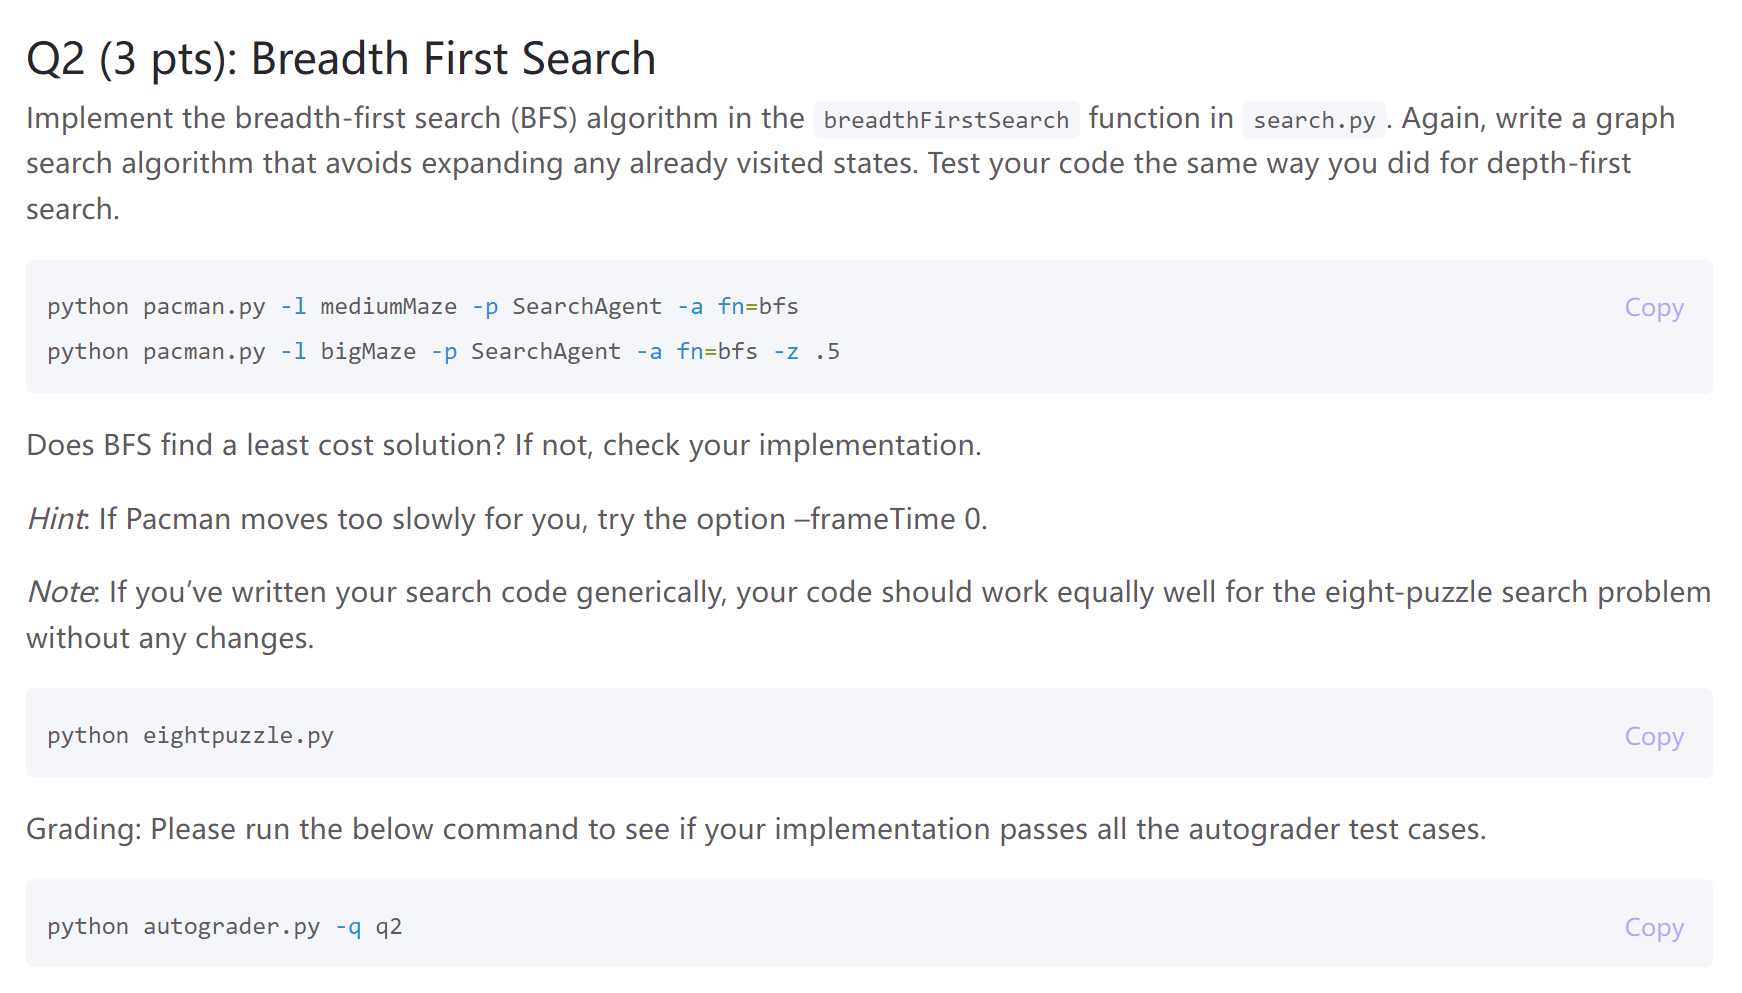 Q2 (3 pts): Breadth First Search
Implement the breadth-first search (BFS) algorithm in the breadthFirstSearch function in search.py. Again, write a graph
search algorithm that avoids expanding any already visited states. Test your code the same way you did for depth-first
search.
python pacman.py -l mediumMaze -p SearchAgent -a fn=bfs
Copy
python pacman.py -l bigMaze -p SearchAgent -a fn=bfs -z .5
Does BFS find a least cost solution? If not, check your implementation.
Hint: If Pacman moves too slowly for you, try the option –frameTime 0.
Note: If you’ve written your search code generically, your code should work equally well for the eight-puzzle search problem
without any changes.
python eightpuzzle.py
Copy
Grading: Please run the below command to see if your implementation passes all the autograder test cases.
python autograder.py -q q2
Copy